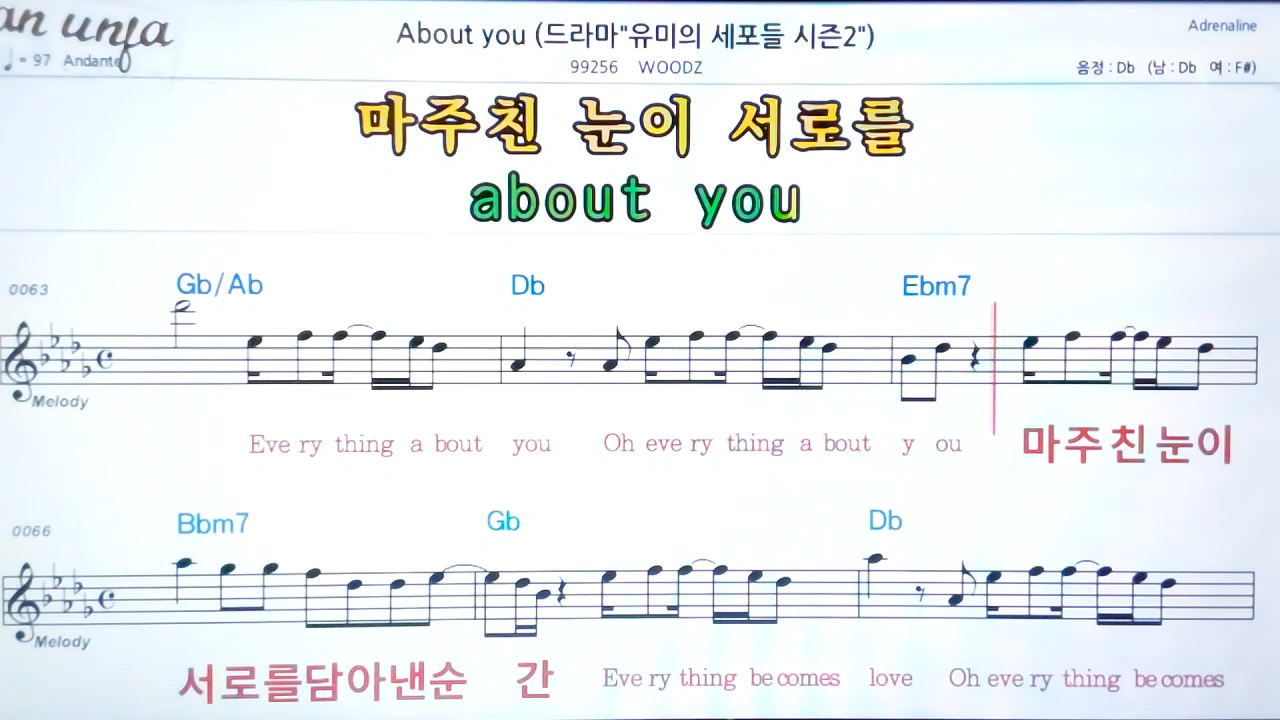 an unja
About you (드라마"유미의 세포들 시즌2")
Adrenaline
♩= 97 Andante
99256 WOODZ
음정 : Db (남 : Db 여 : F#)
마주친 눈이 서로를
about you
Gb/Ab Db Ebm7
0063
Melody
Eve ry thing a bout you Oh eve ry thing a bout y ou 마주친눈이
Bbm7 Gb Db
0066
Melody
서로를담아낸순 간 Eve ry thing be comes love Oh eve ry thing be comes